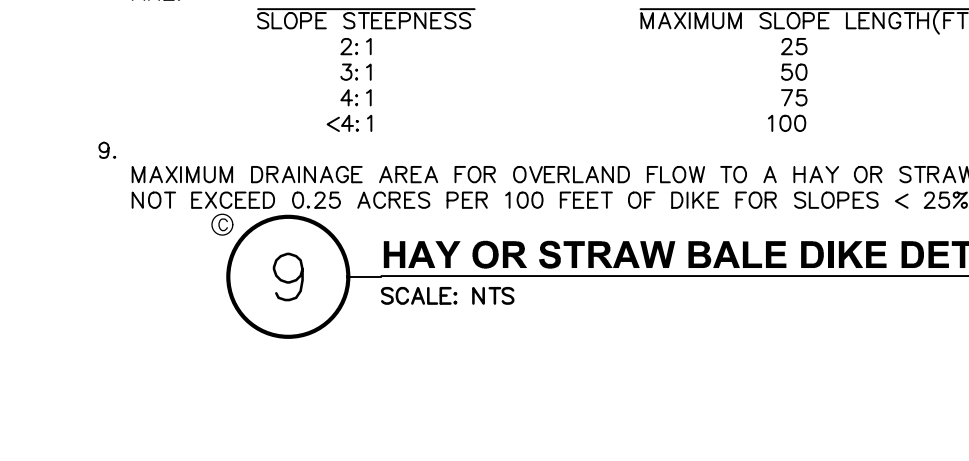 SLOPE STEEPNESS MAXIMUM SLOPE LENGTH(FT
2:1 25
3:1 50
4:1 75
<4:1 100
9.
MAXIMUM DRAINAGE AREA FOR OVERLAND FLOW TO A HAY OR STRAW
NOT EXCEED 0.25 ACRES PER 100 FEET OF DIKE FOR SLOPES < 25%
©
9 HAY OR STRAW BALE DIKE DET
SCALE: NTS